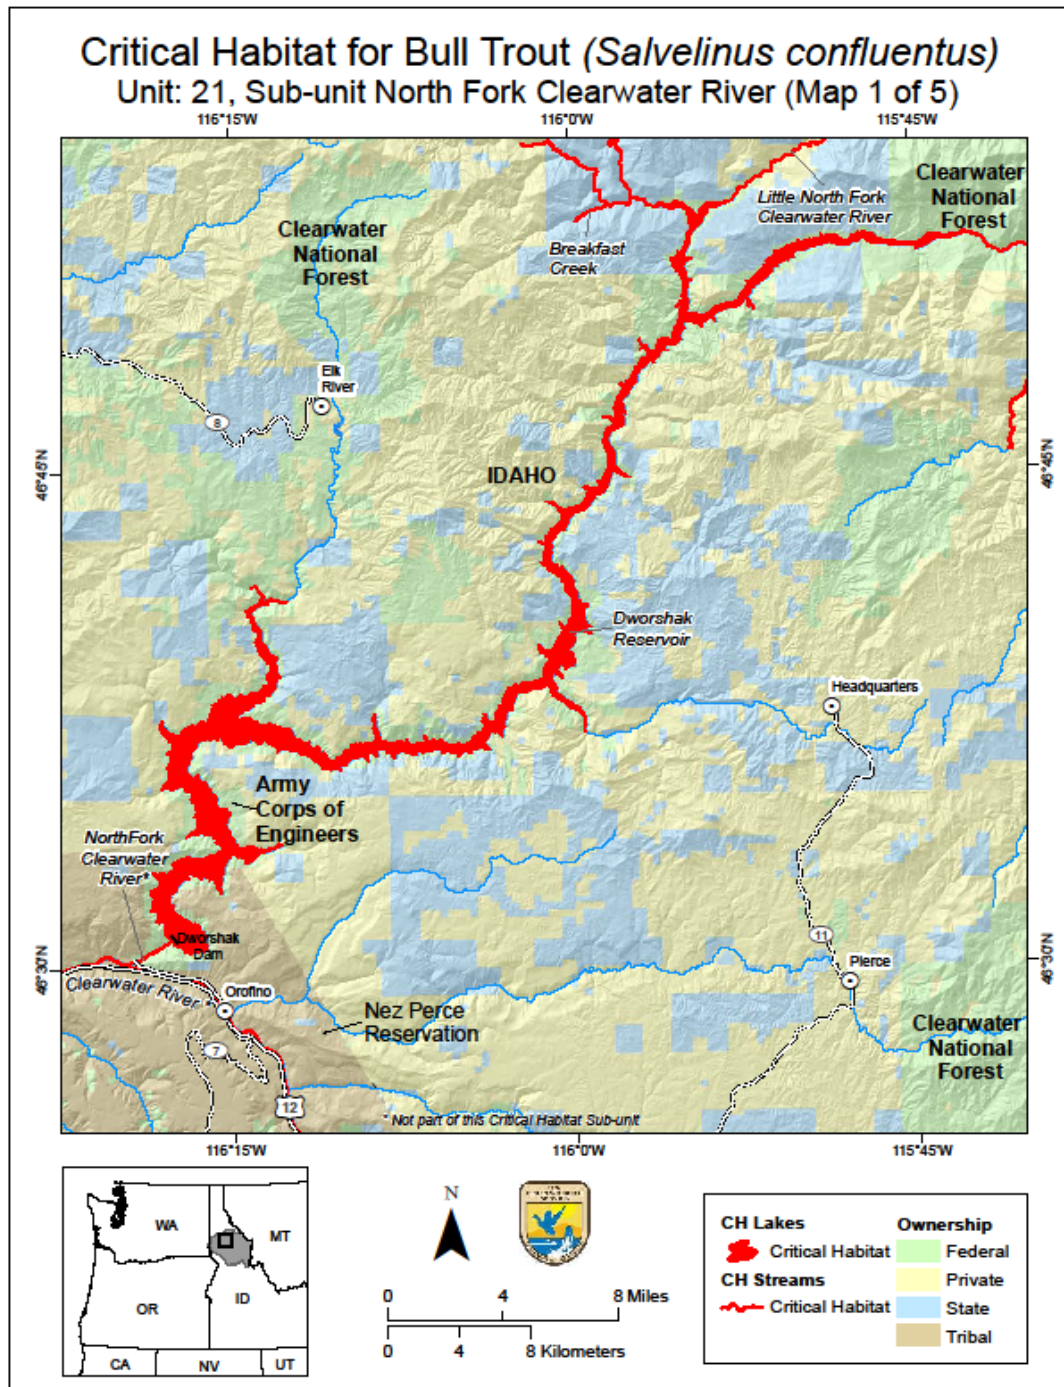 Critical Habitat for Bull Trout (Salvelinus confluentus)
Unit: 21, Sub-unit North Fork Clearwater River (Map 1 of 5)
116°15'W
116°0'W
115°45'W
Clearwater
National
Forest
Little North Fork
Clearwater River
Clearwater
National
Forest
Breakfast
Creek
Elk
River
8
46°45'N
IDAHO
46°45'N
Dworshak
Reservoir
Headquarters
Army
Corps of
Engineers
NorthFork
Clearwater
River*
11
Dworshak
Dam
46°30'N
46°30'N
Pierce
Clearwater River *
Orofino
Nez Perce
Reservation
Clearwater
National
Forest
7
12
* Not part of this Critical Habitat Sub-unit
116°15'W
116°0'W
115°45'W
WA
MT
OR
ID
CA
NV
UT
N
0
4
8 Miles
0
4
8 Kilometers
CH Lakes
Critical Habitat
CH Streams
Critical Habitat
Ownership
Federal
Private
State
Tribal